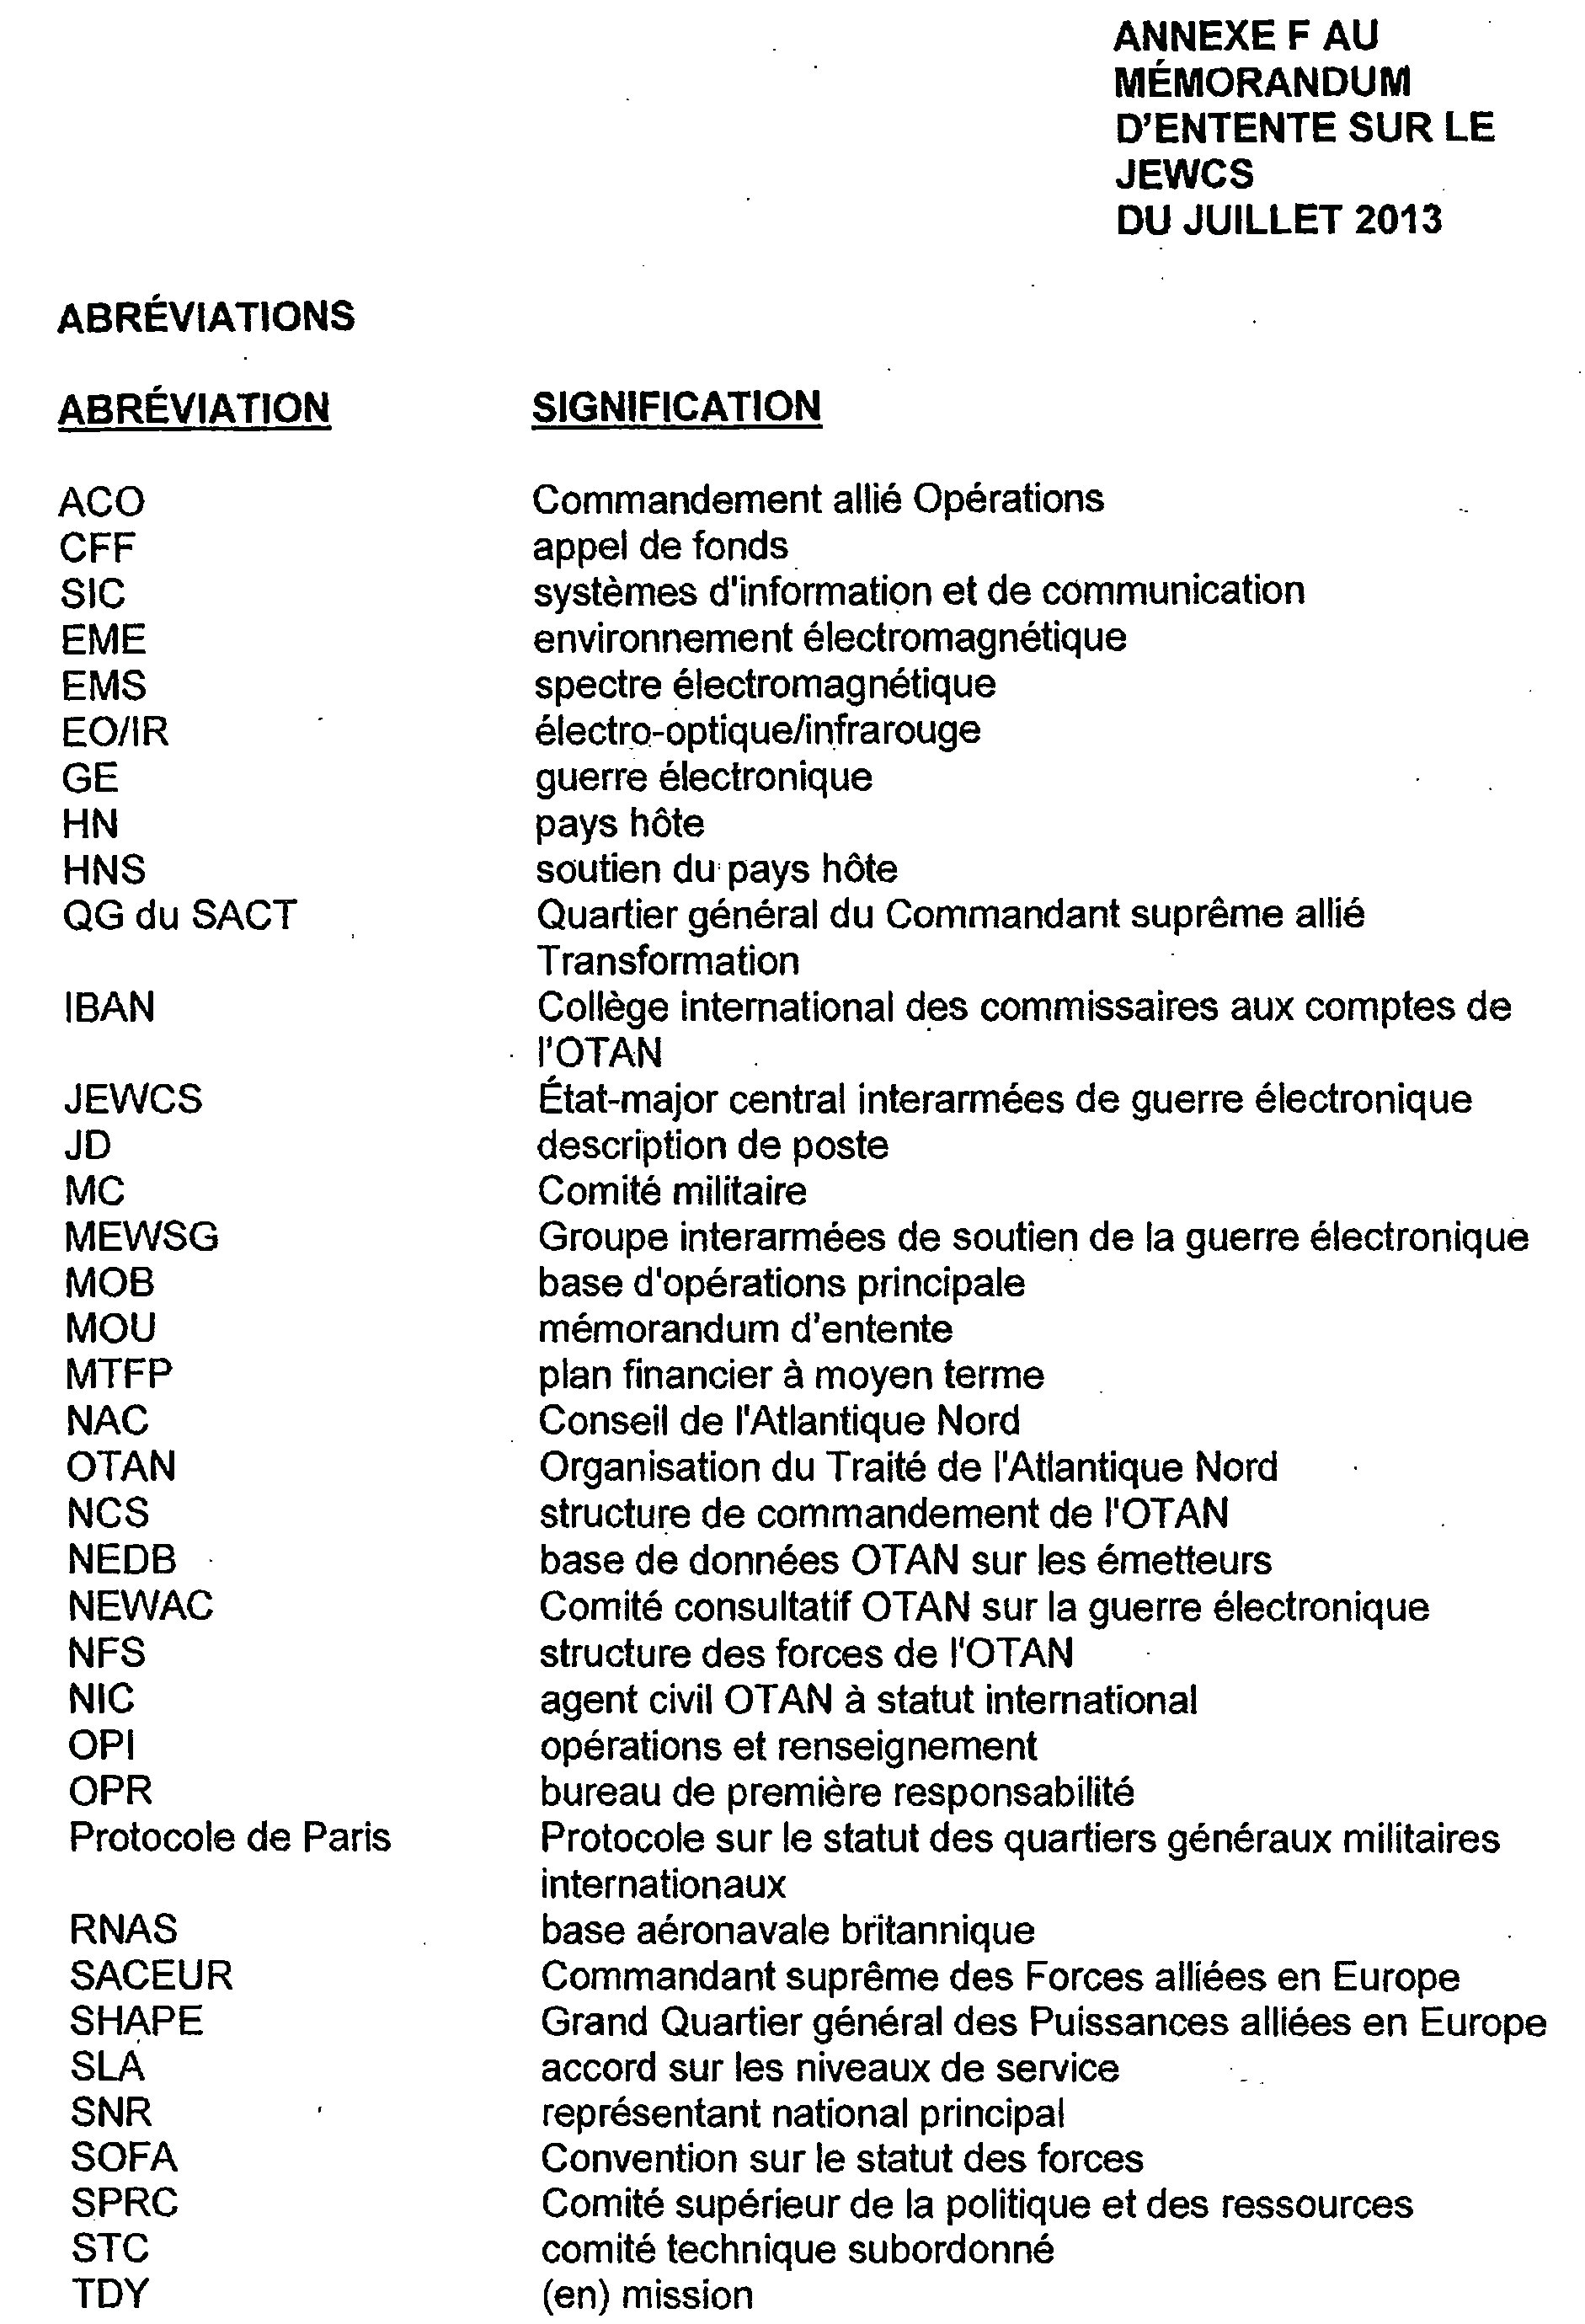 ANNEXE F AU
MÉMORANDUM
D'ENTENTE SUR LE
JEWCS
DU JUILLET 2013
ABRÉVIATIONS
ABRÉVIATION SIGNIFICATION
ACO Commandement allié Opérations
CFF appel de fonds
SIC systèmes d'information et de communication
EME environnement électromagnétique
EMS spectre électromagnétique
EO/IR électro-optique/infrarouge
GE guerre électronique
HN pays hôte
HNS soutien du pays hôte
QG du SACT Quartier général du Commandant suprême allié
Transformation
IBAN Collège international des commissaires aux comptes de
l'OTAN
JEWCS État-major central interarmées de guerre électronique
JD description de poste
MC Comité militaire
MEWSG Groupe interarmées de soutien de la guerre électronique
MOB base d'opérations principale
MOU mémorandum d'entente
MTFP plan financier à moyen terme
NAC Conseil de l'Atlantique Nord
OTAN Organisation du Traité de l'Atlantique Nord
NCS structure de commandement de l'OTAN
NEDB base de données OTAN sur les émetteurs
NEWAC Comité consultatif OTAN sur la guerre électronique
NFS structure des forces de l'OTAN
NIC agent civil OTAN à statut international
OPI opérations et renseignement
OPR bureau de première responsabilité
Protocole de Paris Protocole sur le statut des quartiers généraux militaires
internationaux
RNAS base aéronavale britannique
SACEUR Commandant suprême des Forces alliées en Europe
SHAPE Grand Quartier général des Puissances alliées en Europe
SLA accord sur les niveaux de service
SNR représentant national principal
SOFA Convention sur le statut des forces
SPRC Comité supérieur de la politique et des ressources
STC comité technique subordonné
TDY (en) mission